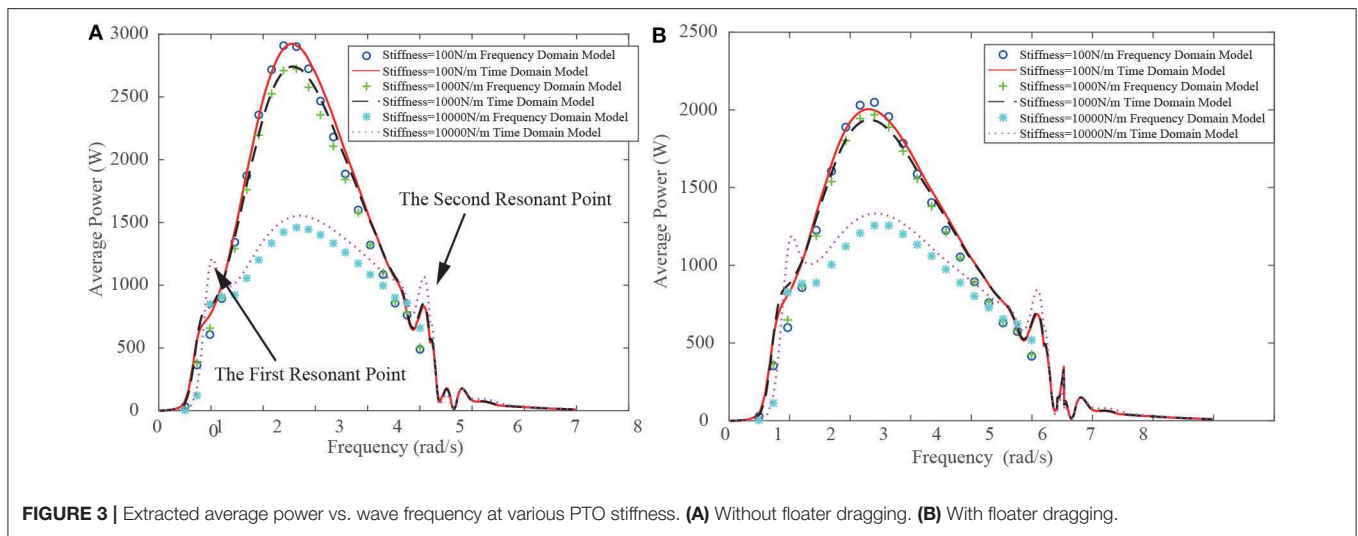 A
3000
2500
2000
1500
1000
500
0
Average Power (W)
Stiffness=100N/m Frequency Domain Model
Stiffness=100N/m Time Domain Model
Stiffness=1000N/m Frequency Domain Model
Stiffness=1000N/m Time Domain Model
Stiffness=10000N/m Frequency Domain Model
Stiffness=10000N/m Time Domain Model
The Second Resonant Point
The First Resonant Point
0 01 2 3 4 5 6 7 8
Frequency (rad/s)
B
2500
2000
1500
1000
500
0
Average Power (W)
Stiffness=100N/m Frequency Domain Model
Stiffness=100N/m Time Domain Model
Stiffness=1000N/m Frequency Domain Model
Stiffness=1000N/m Time Domain Model
Stiffness=10000N/m Frequency Domain Model
Stiffness=10000N/m Time Domain Model
0 1 2 3 4 5 6 7 8
Frequency (rad/s)
FIGURE 3 | Extracted average power vs. wave frequency at various PTO stiffness. (A) Without floater dragging. (B) With floater dragging.